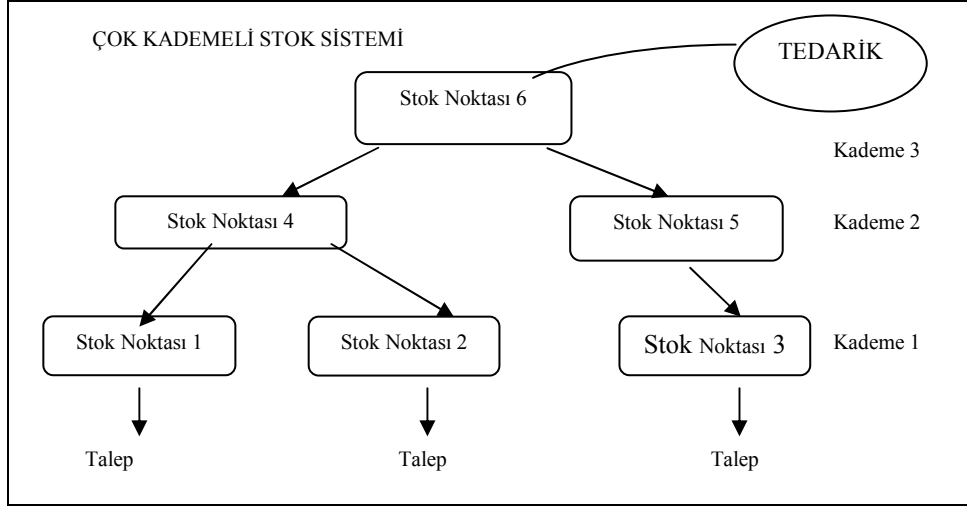 ÇOK KADEMELİ STOK SİSTEMİ
TEDARİK
Stok Noktası 6
Kademe 3
Stok Noktası 4
Stok Noktası 5
Kademe 2
Stok Noktası 1
Stok Noktası 2
Stok Noktası 3
Kademe 1
Talep
Talep
Talep